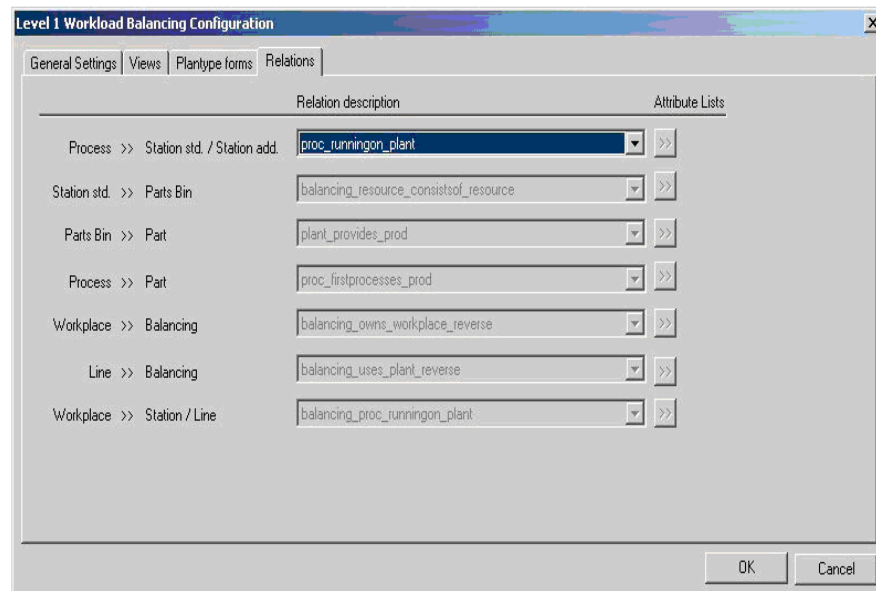 Level 1 Workload Balancing Configuration
General Settings Views Plantype forms Relations
Relation description Attribute Lists
Process >> Station std. / Station add. proc_runningon_plant >>
Station std. >> Parts Bin balancing_resource_consistsof_resource >>
Parts Bin >> Part plant_provides_prod >>
Process >> Part proc_firstprocesses_prod >>
Workplace >> Balancing balancing_owns_workplace_reverse >>
Line >> Balancing balancing_uses_plant_reverse >>
Workplace >> Station / Line balancing_proc_runningon_plant >>
OK Cancel